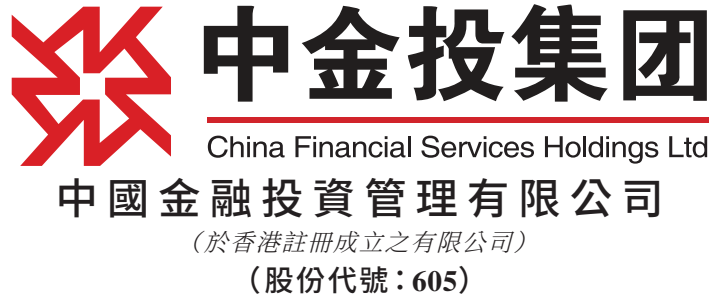 中金投集团
China Financial Services Holdings Ltd
中國金融投資管理有限公司
（於香港註冊成立之有限公司）
（股份代號：605）